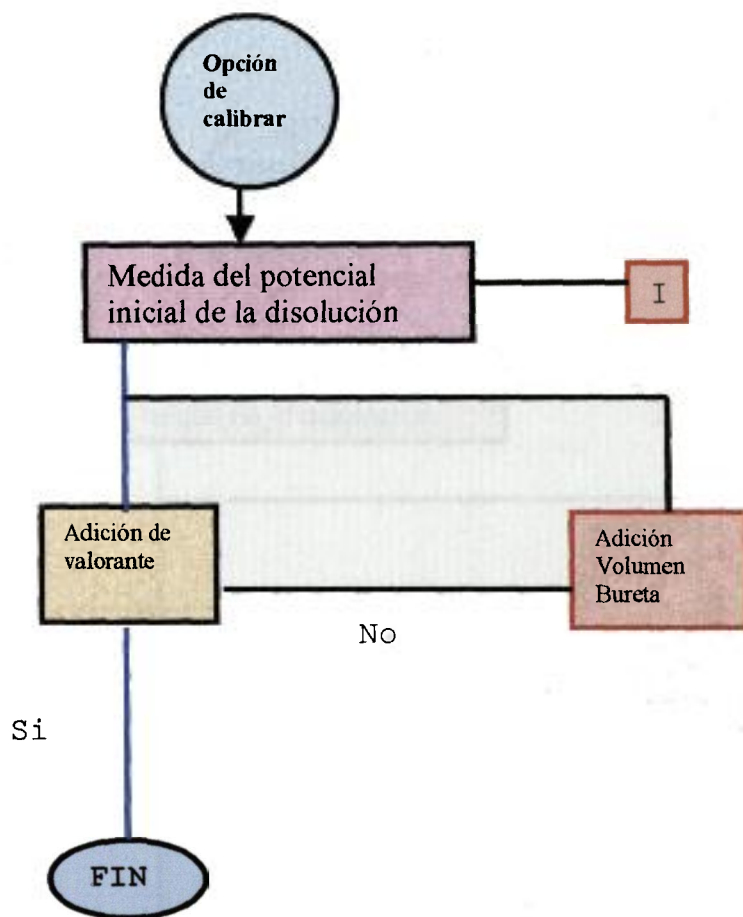 Opción
de
calibrar
Medida del potencial
inicial de la disolución
I
Adición de
valorante
Adición
Volumen
Bureta
No
Si
FIN